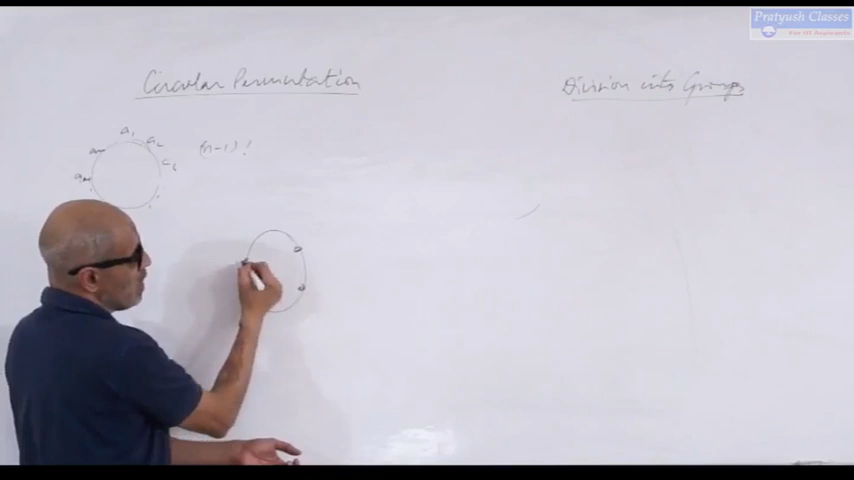 Pratyush Classes
Circular Permutation
Division into Groups
a₁
a₂
(n-1)!